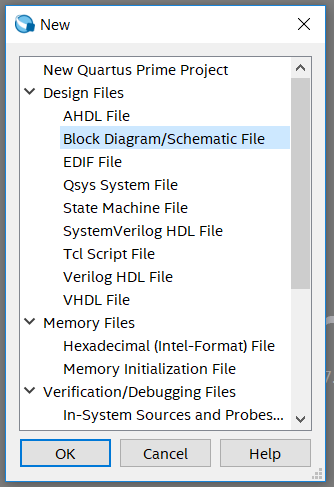 New
New Quartus Prime Project
Design Files
AHDL File
Block Diagram/Schematic File
EDIF File
Qsys System File
State Machine File
SystemVerilog HDL File
Tcl Script File
Verilog HDL File
VHDL File
Memory Files
Hexadecimal (Intel-Format) File
Memory Initialization File
Verification/Debugging Files
In-System Sources and Probes...
OK Cancel Help